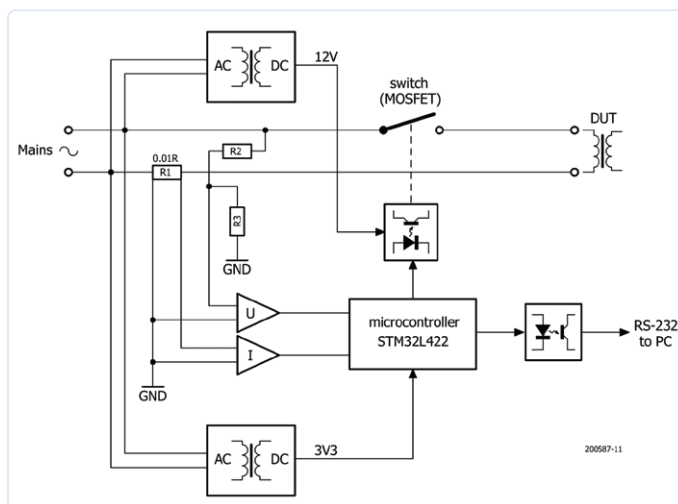 AC
DC
12V
switch
(MOSFET)
DUT
Mains
0.01R
R1
R2
R3
GND
U
I
GND
microcontroller
STM32L422
RS-232
to PC
AC
DC
3V3
200587-11